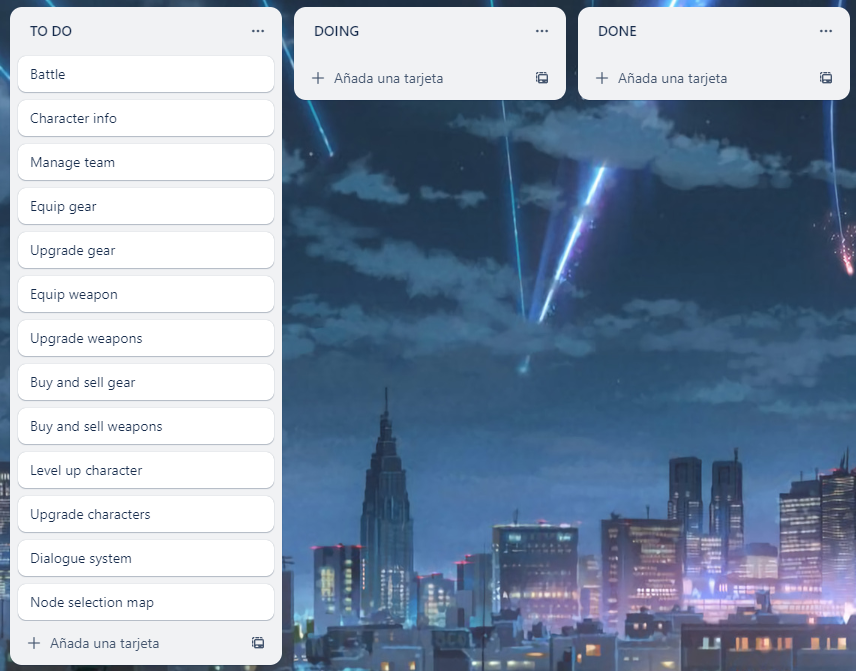 TO DO
Battle
Character info
Manage team
Equip gear
Upgrade gear
Equip weapon
Upgrade weapons
Buy and sell gear
Buy and sell weapons
Level up character
Upgrade characters
Dialogue system
Node selection map
Añada una tarjeta
DOING
Añada una tarjeta
DONE
Añada una tarjeta